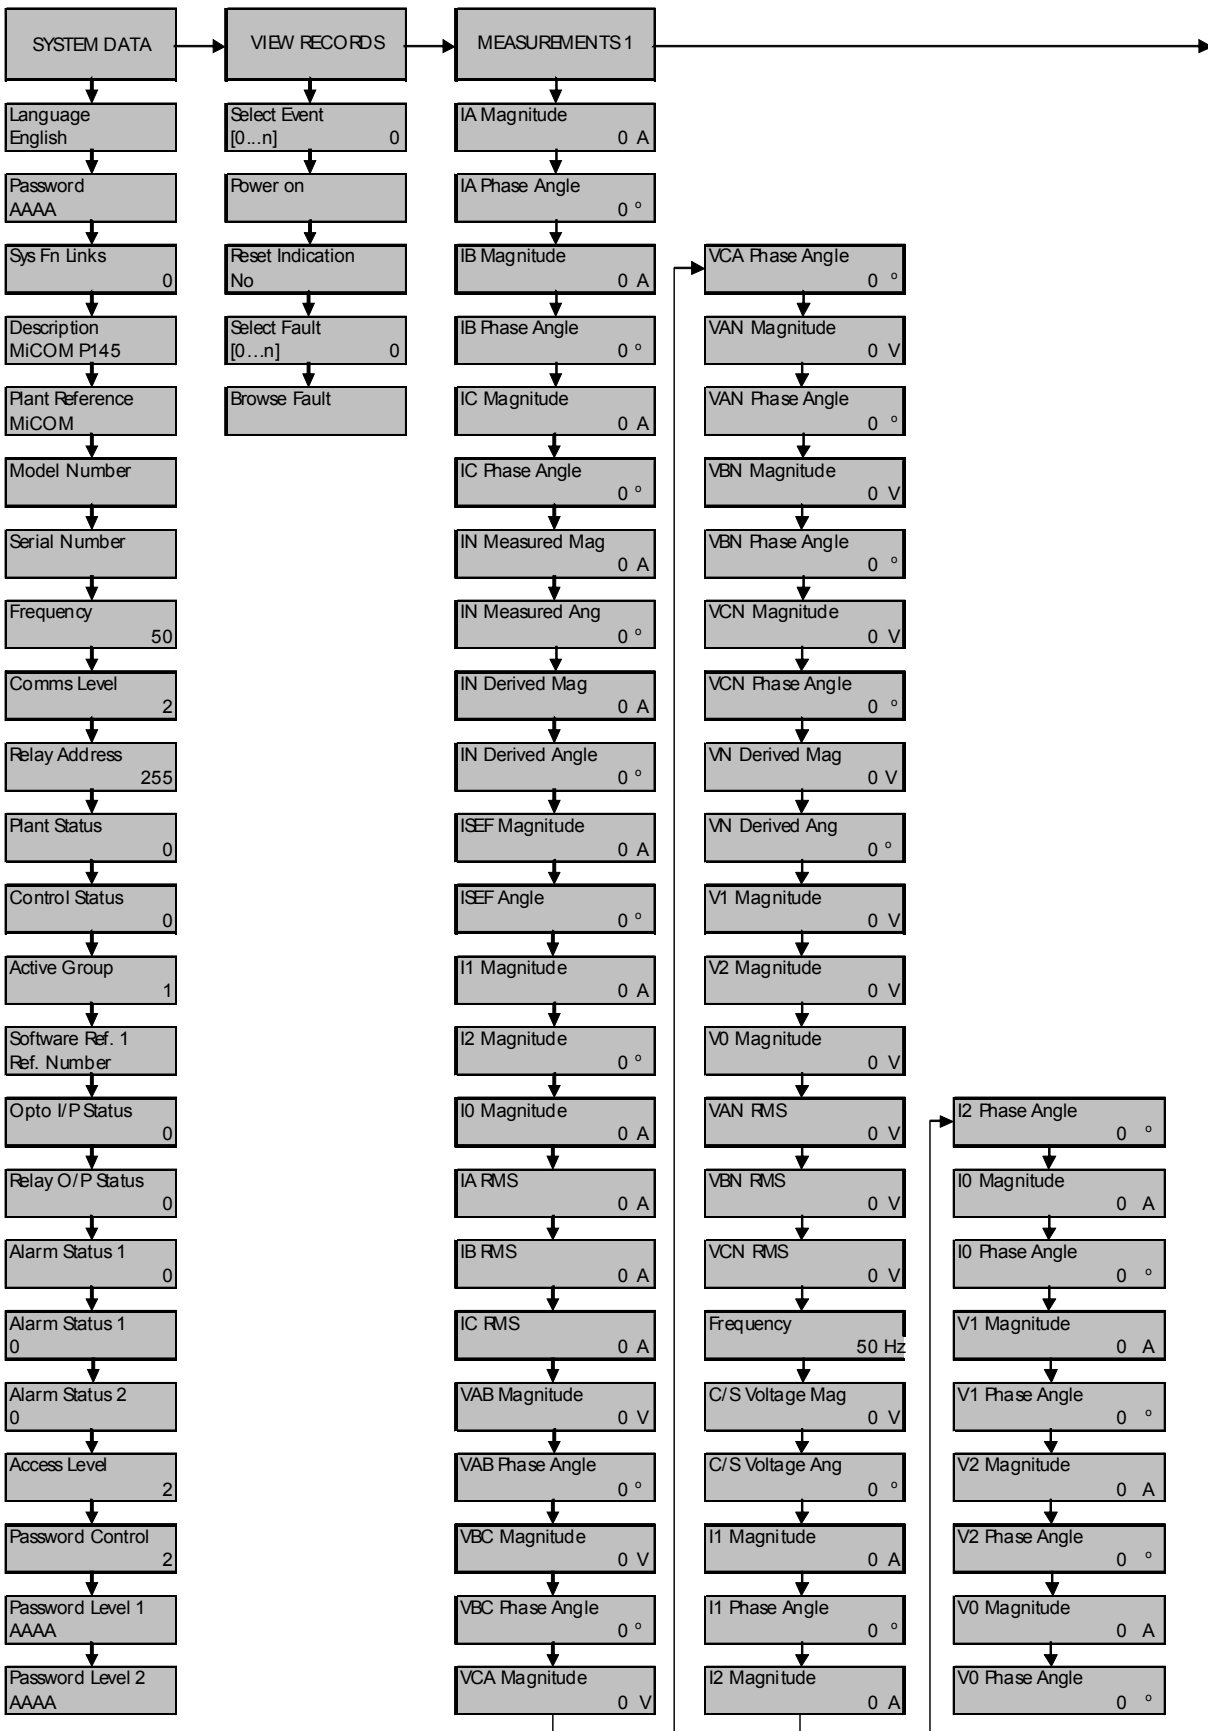 SYSTEM DATA
Language
English
Password
AAAA
Sys Fn Links
0
Description
MiCOM P145
Plant Reference
MiCOM
Model Number
Serial Number
Frequency
50
Comms Level
2
Relay Address
255
Plant Status
0
Control Status
0
Active Group
1
Software Ref. 1
Ref. Number
Opto I/P Status
0
Relay O/P Status
0
Alarm Status 1
0
Alarm Status 1
0
Alarm Status 2
0
Access Level
2
Password Control
2
Password Level 1
AAAA
Password Level 2
AAAA
VIEW RECORDS
Select Event
[0...n] 0
Power on
Reset Indication
No
Select Fault
[0...n] 0
Browse Fault
MEASUREMENTS 1
IA Magnitude
0 A
IA Phase Angle
0 º
IB Magnitude
0 A
IB Phase Angle
0 º
IC Magnitude
0 A
IC Phase Angle
0 º
IN Measured Mag
0 A
IN Measured Ang
0 º
IN Derived Mag
0 A
IN Derived Angle
0 º
ISEF Magnitude
0 A
ISEF Angle
0 º
I1 Magnitude
0 A
I2 Magnitude
0 º
I0 Magnitude
0 A
IA RMS
0 A
IB RMS
0 A
IC RMS
0 A
VAB Magnitude
0 V
VAB Phase Angle
0 º
VBC Magnitude
0 V
VBC Phase Angle
0 º
VCA Magnitude
0 V
VCA Phase Angle
0 º
VAN Magnitude
0 V
VAN Phase Angle
0 º
VBN Magnitude
0 V
VBN Phase Angle
0 º
VCN Magnitude
0 V
VCN Phase Angle
0 º
VN Derived Mag
0 V
VN Derived Ang
0 º
V1 Magnitude
0 V
V2 Magnitude
0 V
V0 Magnitude
0 V
VAN RMS
0 V
VBN RMS
0 V
VCN RMS
0 V
Frequency
50 Hz
C/S Voltage Mag
0 V
C/S Voltage Ang
0 º
I1 Magnitude
0 A
I1 Phase Angle
0 º
I2 Magnitude
0 A
I2 Phase Angle
0 º
I0 Magnitude
0 A
I0 Phase Angle
0 º
V1 Magnitude
0 A
V1 Phase Angle
0 º
V2 Magnitude
0 A
V2 Phase Angle
0 º
V0 Magnitude
0 A
V0 Phase Angle
0 º